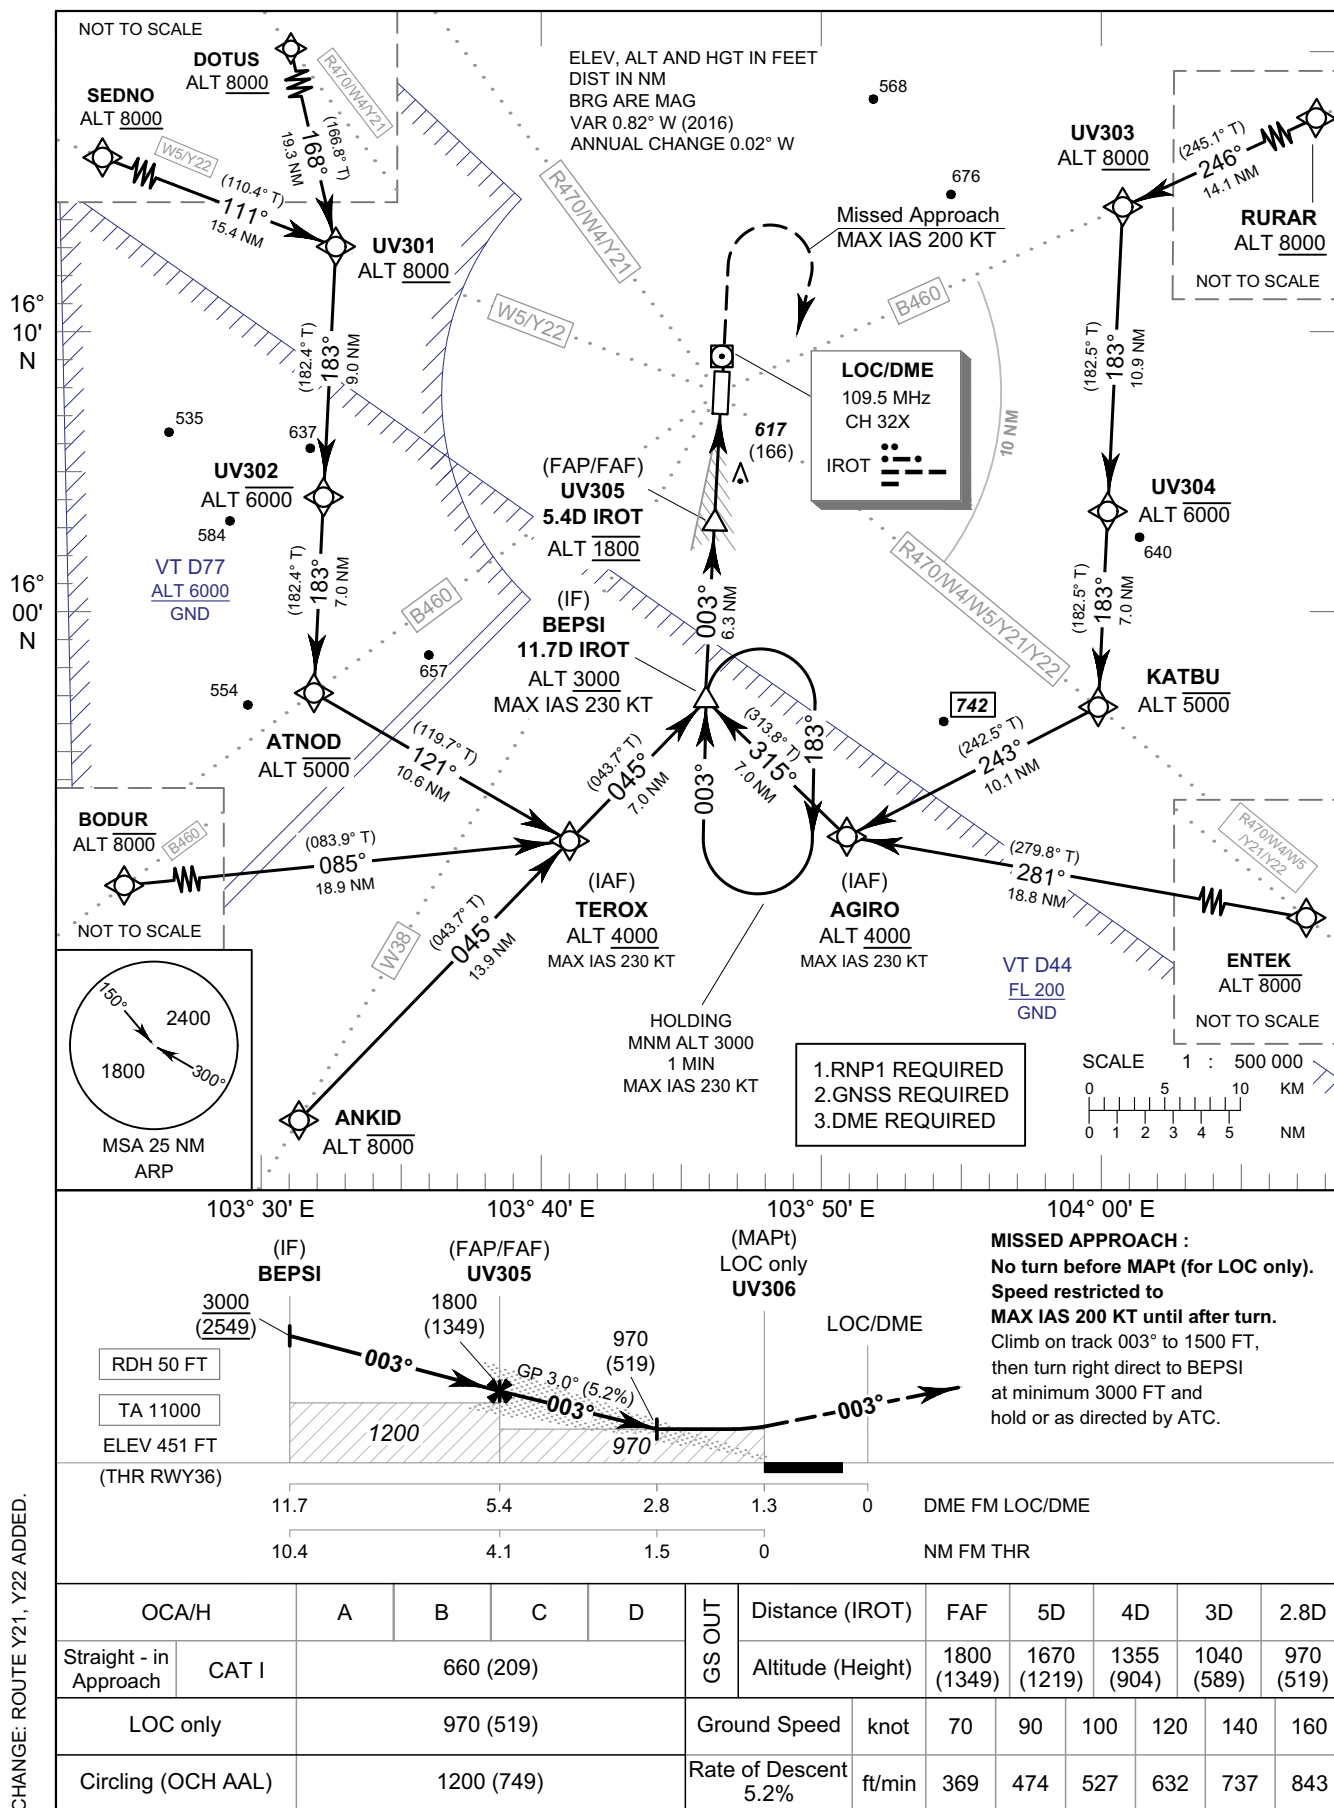 NOT TO SCALE
DOTUS
ALT 8000
SEDNO
ALT 8000
R470/W4/Y21
W5/Y22
(166.8° T)
168°
19.3 NM
(110.4° T)
111°
15.4 NM
UV301
ALT 8000
ELEV, ALT AND HGT IN FEET
DIST IN NM
BRG ARE MAG
VAR 0.82° W (2016)
ANNUAL CHANGE 0.02° W
568
676
R470/W4/Y21
W5/Y22
Missed Approach
MAX IAS 200 KT
UV303
ALT 8000
(245.1° T)
246°
14.1 NM
RURAR
ALT 8000
NOT TO SCALE
B460
16°
10'
N
(182.4° T)
183°
9.0 NM
LOC/DME
109.5 MHz
CH 32X
IROT
617
(166)
10 NM
(182.5° T)
183°
10.9 NM
535
637
UV302
ALT 6000
584
(FAP/FAF)
UV305
5.4D IROT
ALT 1800
UV304
ALT 6000
640
VT D77
ALT 6000
GND
(182.4° T)
183°
7.0 NM
B460
R470/W4/W5/Y21/Y22
(182.5° T)
183°
7.0 NM
16°
00'
N
(IF)
BEPSI
11.7D IROT
ALT 3000
MAX IAS 230 KT
003°
6.3 NM
657
554
KATBU
ALT 5000
742
ATNOD
ALT 5000
(119.7° T)
121°
10.6 NM
(043.7° T)
045°
7.0 NM
003°
183°
(313.8° T)
315°
7.0 NM
(242.5° T)
243°
10.1 NM
BODUR
ALT 8000
B460
(083.9° T)
085°
18.9 NM
NOT TO SCALE
(IAF)
TEROX
ALT 4000
MAX IAS 230 KT
(IAF)
AGIRO
ALT 4000
MAX IAS 230 KT
(279.8° T)
281°
18.8 NM
R470/W4/W5
/Y21/Y22
ENTEK
ALT 8000
NOT TO SCALE
W38
(043.7° T)
045°
13.9 NM
VT D44
FL 200
GND
150°
2400
1800
300°
MSA 25 NM
ARP
HOLDING
MNM ALT 3000
1 MIN
MAX IAS 230 KT
1.RNP1 REQUIRED
2.GNSS REQUIRED
3.DME REQUIRED
SCALE 1 : 500 000
0 5 10 KM
0 1 2 3 4 5 NM
ANKID
ALT 8000
103° 30' E 103° 40' E 103° 50' E 104° 00' E
(IF)
BEPSI
(FAP/FAF)
UV305
(MAPt)
LOC only
UV306
LOC/DME
3000
(2549)
1800
(1349)
970
(519)
003°
GP 3.0° (5.2%)
003°
003°
RDH 50 FT
TA 11000
ELEV 451 FT
(THR RWY36)
1200
970
MISSED APPROACH :
No turn before MAPt (for LOC only).
Speed restricted to
MAX IAS 200 KT until after turn.
Climb on track 003° to 1500 FT,
then turn right direct to BEPSI
at minimum 3000 FT and
hold or as directed by ATC.
11.7 5.4 2.8 1.3 0 DME FM LOC/DME
10.4 4.1 1.5 0 NM FM THR
CHANGE: ROUTE Y21, Y22 ADDED.
OCA/H A B C D
Straight - in
Approach CAT I 660 (209)
LOC only 970 (519)
Circling (OCH AAL) 1200 (749)
GS OUT
Distance (IROT) FAF 5D 4D 3D 2.8D
Altitude (Height) 1800 1670 1355 1040 970
(1349) (1219) (904) (589) (519)
Ground Speed knot 70 90 100 120 140 160
Rate of Descent
5.2% ft/min 369 474 527 632 737 843